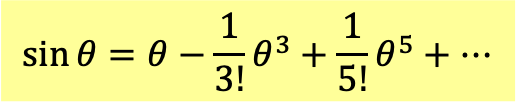 sin θ = θ − 1/3! θ³ + 1/5! θ⁵ + ⋯